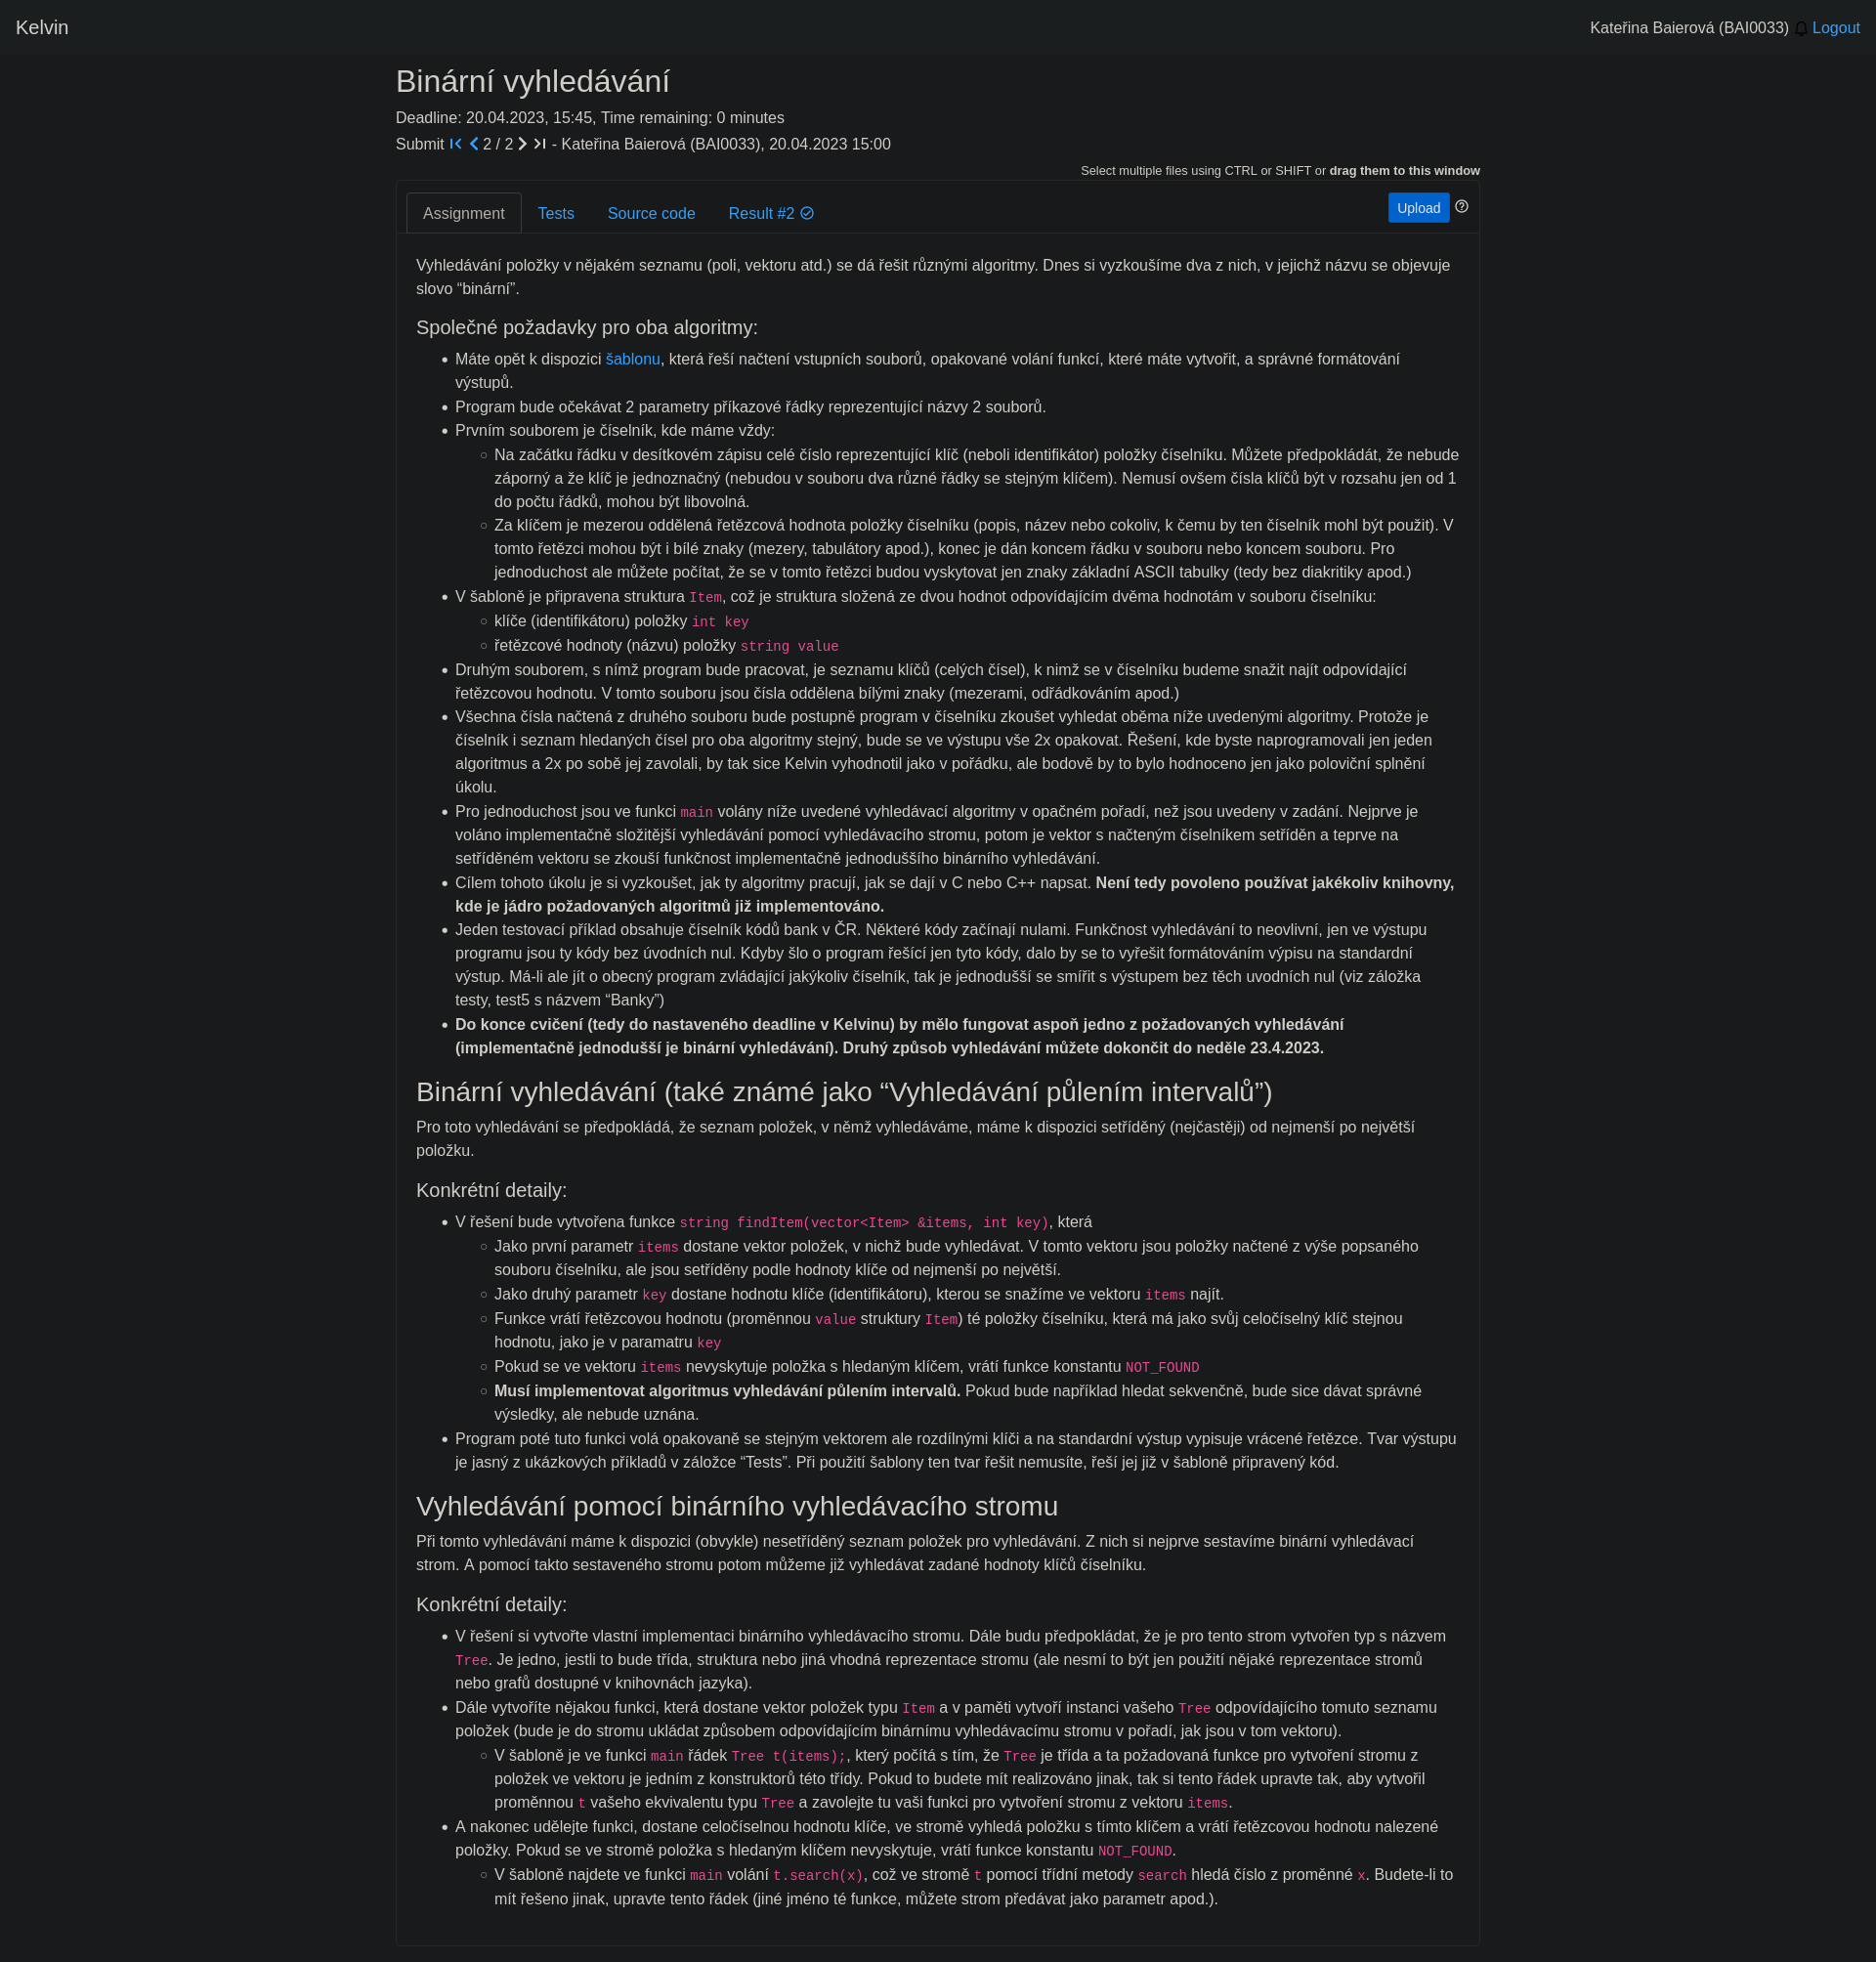 Kelvin
Kateřina Baierová (BAI0033) Logout
Binární vyhledávání
Deadline: 20.04.2023, 15:45, Time remaining: 0 minutes
Submit 2 / 2 - Kateřina Baierová (BAI0033), 20.04.2023 15:00
Select multiple files using CTRL or SHIFT or drag them to this window
Assignment Tests Source code Result #2 Upload
Vyhledávání položky v nějakém seznamu (poli, vektoru atd.) se dá řešit různými algoritmy. Dnes si vyzkoušíme dva z nich, v jejichž názvu se objevuje
slovo “binární”.
Společné požadavky pro oba algoritmy:
Máte opět k dispozici šablonu, která řeší načtení vstupních souborů, opakované volání funkcí, které máte vytvořit, a správné formátování
výstupů.
Program bude očekávat 2 parametry příkazové řádky reprezentující názvy 2 souborů.
Prvním souborem je číselník, kde máme vždy:
Na začátku řádku v desítkovém zápisu celé číslo reprezentující klíč (neboli identifikátor) položky číselníku. Můžete předpokládát, že nebude
záporný a že klíč je jednoznačný (nebudou v souboru dva různé řádky se stejným klíčem). Nemusí ovšem čísla klíčů být v rozsahu jen od 1
do počtu řádků, mohou být libovolná.
Za klíčem je mezerou oddělená řetězcová hodnota položky číselníku (popis, název nebo cokoliv, k čemu by ten číselník mohl být použit). V
tomto řetězci mohou být i bílé znaky (mezery, tabulátory apod.), konec je dán koncem řádku v souboru nebo koncem souboru. Pro
jednoduchost ale můžete počítat, že se v tomto řetězci budou vyskytovat jen znaky základní ASCII tabulky (tedy bez diakritiky apod.)
V šabloně je připravena struktura Item, což je struktura složená ze dvou hodnot odpovídajícím dvěma hodnotám v souboru číselníku:
klíče (identifikátoru) položky int key
řetězcové hodnoty (názvu) položky string value
Druhým souborem, s nímž program bude pracovat, je seznamu klíčů (celých čísel), k nimž se v číselníku budeme snažit najít odpovídající
řetězcovou hodnotu. V tomto souboru jsou čísla oddělena bílými znaky (mezerami, odřádkováním apod.)
Všechna čísla načtená z druhého souboru bude postupně program v číselníku zkoušet vyhledat oběma níže uvedenými algoritmy. Protože je
číselník i seznam hledaných čísel pro oba algoritmy stejný, bude se ve výstupu vše 2x opakovat. Řešení, kde byste naprogramovali jen jeden
algoritmus a 2x po sobě jej zavolali, by tak sice Kelvin vyhodnotil jako v pořádku, ale bodově by to bylo hodnoceno jen jako poloviční splnění
úkolu.
Pro jednoduchost jsou ve funkci main volány níže uvedené vyhledávací algoritmy v opačném pořadí, než jsou uvedeny v zadání. Nejprve je
voláno implementačně složitější vyhledávání pomocí vyhledávacího stromu, potom je vektor s načteným číselníkem setříděn a teprve na
setříděném vektoru se zkouší funkčnost implementačně jednoduššího binárního vyhledávání.
Cílem tohoto úkolu je si vyzkoušet, jak ty algoritmy pracují, jak se dají v C nebo C++ napsat. Není tedy povoleno používat jakékoliv knihovny,
kde je jádro požadovaných algoritmů již implementováno.
Jeden testovací příklad obsahuje číselník kódů bank v ČR. Některé kódy začínají nulami. Funkčnost vyhledávání to neovlivní, jen ve výstupu
programu jsou ty kódy bez úvodních nul. Kdyby šlo o program řešící jen tyto kódy, dalo by se to vyřešit formátováním výpisu na standardní
výstup. Má-li ale jít o obecný program zvládající jakýkoliv číselník, tak je jednodušší se smířit s výstupem bez těch uvodních nul (viz záložka
testy, test5 s názvem “Banky”)
Do konce cvičení (tedy do nastaveného deadline v Kelvinu) by mělo fungovat aspoň jedno z požadovaných vyhledávání
(implementačně jednodušší je binární vyhledávání). Druhý způsob vyhledávání můžete dokončit do neděle 23.4.2023.
Binární vyhledávání (také známé jako “Vyhledávání půlením intervalů”)
Pro toto vyhledávání se předpokládá, že seznam položek, v němž vyhledáváme, máme k dispozici setříděný (nejčastěji) od nejmenší po největší
položku.
Konkrétní detaily:
V řešení bude vytvořena funkce string findItem(vector<Item> &items, int key), která
Jako první parametr items dostane vektor položek, v nichž bude vyhledávat. V tomto vektoru jsou položky načtené z výše popsaného
souboru číselníku, ale jsou setříděny podle hodnoty klíče od nejmenší po největší.
Jako druhý parametr key dostane hodnotu klíče (identifikátoru), kterou se snažíme ve vektoru items najít.
Funkce vrátí řetězcovou hodnotu (proměnnou value struktury Item) té položky číselníku, která má jako svůj celočíselný klíč stejnou
hodnotu, jako je v paramatru key
Pokud se ve vektoru items nevyskytuje položka s hledaným klíčem, vrátí funkce konstantu NOT_FOUND
Musí implementovat algoritmus vyhledávání půlením intervalů. Pokud bude například hledat sekvenčně, bude sice dávat správné
výsledky, ale nebude uznána.
Program poté tuto funkci volá opakovaně se stejným vektorem ale rozdílnými klíči a na standardní výstup vypisuje vrácené řetězce. Tvar výstupu
je jasný z ukázkových příkladů v záložce “Tests”. Při použití šablony ten tvar řešit nemusíte, řeší jej již v šabloně připravený kód.
Vyhledávání pomocí binárního vyhledávacího stromu
Při tomto vyhledávání máme k dispozici (obvykle) nesetříděný seznam položek pro vyhledávání. Z nich si nejprve sestavíme binární vyhledávací
strom. A pomocí takto sestaveného stromu potom můžeme již vyhledávat zadané hodnoty klíčů číselníku.
Konkrétní detaily:
V řešení si vytvořte vlastní implementaci binárního vyhledávacího stromu. Dále budu předpokládat, že je pro tento strom vytvořen typ s názvem
Tree. Je jedno, jestli to bude třída, struktura nebo jiná vhodná reprezentace stromu (ale nesmí to být jen použití nějaké reprezentace stromů
nebo grafů dostupné v knihovnách jazyka).
Dále vytvoříte nějakou funkci, která dostane vektor položek typu Item a v paměti vytvoří instanci vašeho Tree odpovídajícího tomuto seznamu
položek (bude je do stromu ukládat způsobem odpovídajícím binárnímu vyhledávacímu stromu v pořadí, jak jsou v tom vektoru).
V šabloně je ve funkci main řádek Tree t(items);, který počítá s tím, že Tree je třída a ta požadovaná funkce pro vytvoření stromu z
položek ve vektoru je jedním z konstruktorů této třídy. Pokud to budete mít realizováno jinak, tak si tento řádek upravte tak, aby vytvořil
proměnnou t vašeho ekvivalentu typu Tree a zavolejte tu vaši funkci pro vytvoření stromu z vektoru items.
A nakonec udělejte funkci, dostane celočíselnou hodnotu klíče, ve stromě vyhledá položku s tímto klíčem a vrátí řetězcovou hodnotu nalezené
položky. Pokud se ve stromě položka s hledaným klíčem nevyskytuje, vrátí funkce konstantu NOT_FOUND.
V šabloně najdete ve funkci main volání t.search(x), což ve stromě t pomocí třídní metody search hledá číslo z proměnné x. Budete-li to
mít řešeno jinak, upravte tento řádek (jiné jméno té funkce, můžete strom předávat jako parametr apod.).